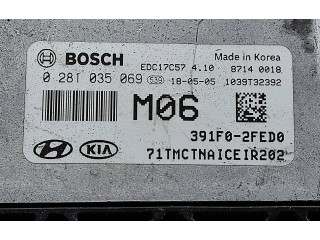 BOSCH EDC17C57 4.10 Made in Korea
0 281 035 069 S39 18-05-05 8714 0018
1039T32392
M06
391F0-2FED0
KIA 71TMCTNAICEIR202